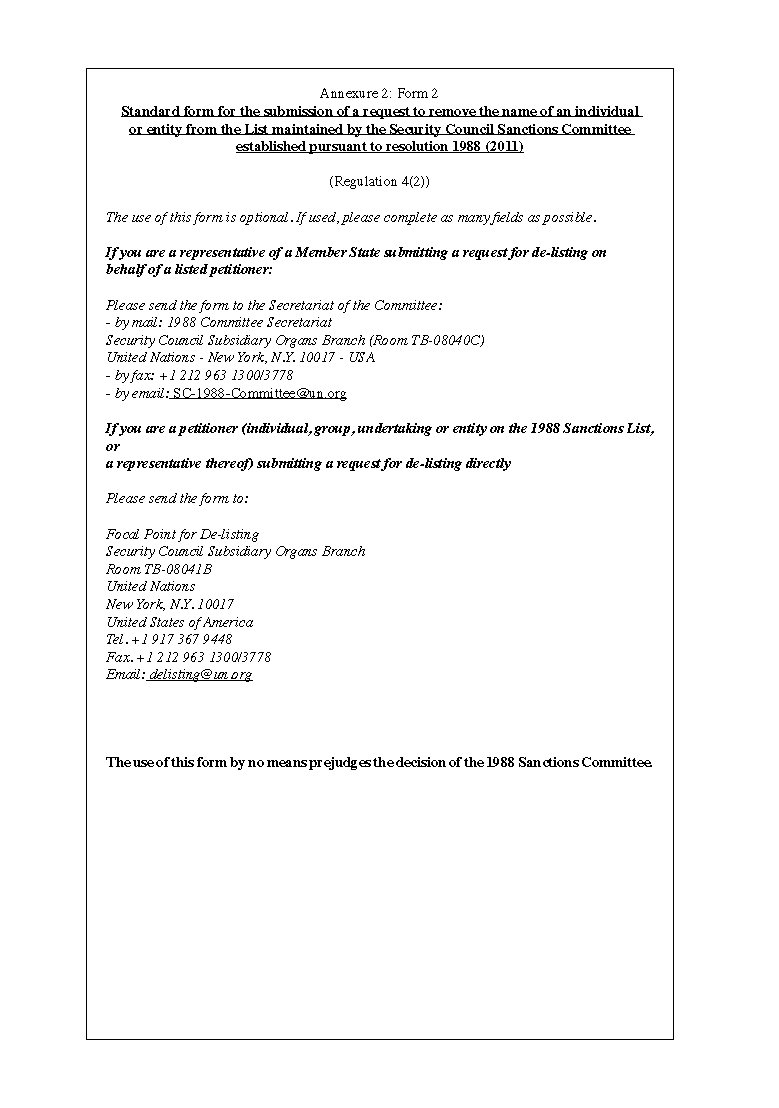 Annexure 2: Form 2
Standard form for the submission of a request to remove the name of an individual
or entity from the List maintained by the Security Council Sanctions Committee
established pursuant to resolution 1988 (2011)
(Regulation 4(2))
The use of this form is optional. If used, please complete as many fields as possible.
If you are a representative of a Member State submitting a request for de-listing on
behalf of a listed petitioner:
Please send the form to the Secretariat of the Committee:
- by mail: 1988 Committee Secretariat
Security Council Subsidiary Organs Branch (Room TB-08040C)
United Nations - New York, N.Y. 10017 - USA
- by fax: +1 212 963 1300/3778
- by email: SC-1988-Committee@un.org
If you are a petitioner (individual, group, undertaking or entity on the 1988 Sanctions List,
or
a representative thereof) submitting a request for de-listing directly
Please send the form to:
Focal Point for De-listing
Security Council Subsidiary Organs Branch
Room TB-08041B
United Nations
New York, N.Y. 10017
United States of America
Tel. +1 917 367 9448
Fax. +1 212 963 1300/3778
Email: delisting@un.org
The use of this form by no means prejudges the decision of the 1988 Sanctions Committee.